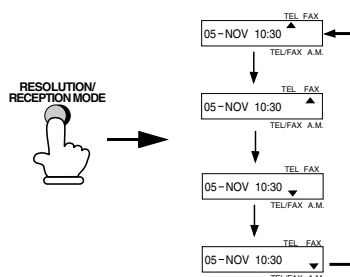 TEL FAX
05-NOV 10:30
TEL/FAX A.M.
RESOLUTION/
RECEPTION MODE
TEL FAX
05-NOV 10:30
TEL/FAX A.M.
TEL FAX
05-NOV 10:30
TEL/FAX A.M.
TEL FAX
05-NOV 10:30
TEL/FAX A.M.